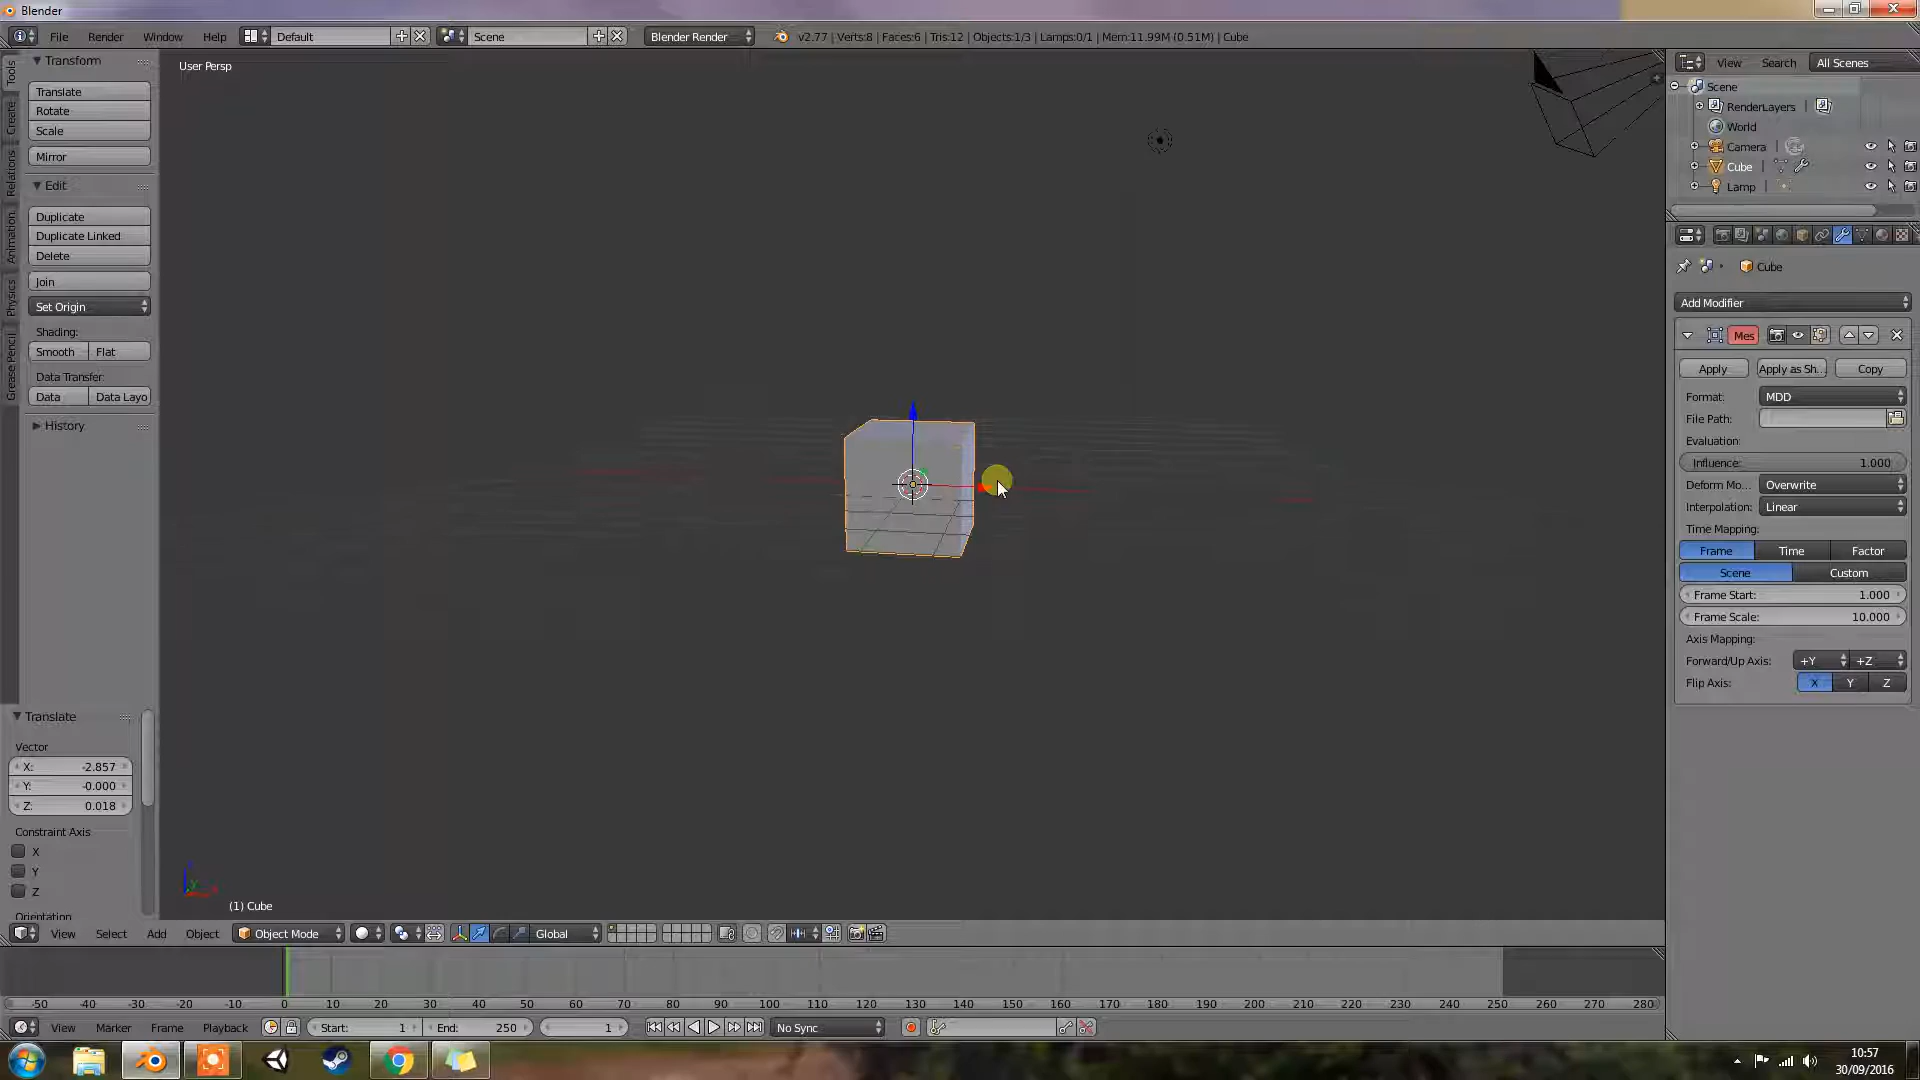 Blender
File Render Window Help Default Scene Blender Render v2.77 | Verts:8 | Faces:6 | Tris:12 | Objects:1/3 | Lamps:0/1 | Mem:11.99M (0.51M) | Cube
Tools
Create
Relations
Animation
Physics
Grease Pencil
Transform
Translate
Rotate
Scale
Mirror
Edit
Duplicate
Duplicate Linked
Delete
Join
Set Origin
Shading:
Smooth Flat
Data Transfer:
Data Data Layo
History
Translate
Vector
X: -2.857
Y: -0.000
Z: 0.018
Constraint Axis
X
Y
Z
Orientation
User Persp
(1) Cube
View Select Add Object Object Mode Global
-50 -40 -30 -20 -10 0 10 20 30 40 50 60 70 80 90 100 110 120 130 140 150 160 170 180 190 200 210 220 230 240 250 260 270 280
View Marker Frame Playback Start: 1 End: 250 1 No Sync
View Search All Scenes
Scene
RenderLayers
World
Camera
Cube
Lamp
Cube
Add Modifier
Mes
Apply Apply as Sh.. Copy
Format: MDD
File Path:
Evaluation:
Influence: 1.000
Deform Mo... Overwrite
Interpolation: Linear
Time Mapping:
Frame Time Factor
Scene Custom
Frame Start: 1.000
Frame Scale: 10.000
Axis Mapping:
Forward/Up Axis: +Y +Z
Flip Axis: X Y Z
10:57
30/09/2016